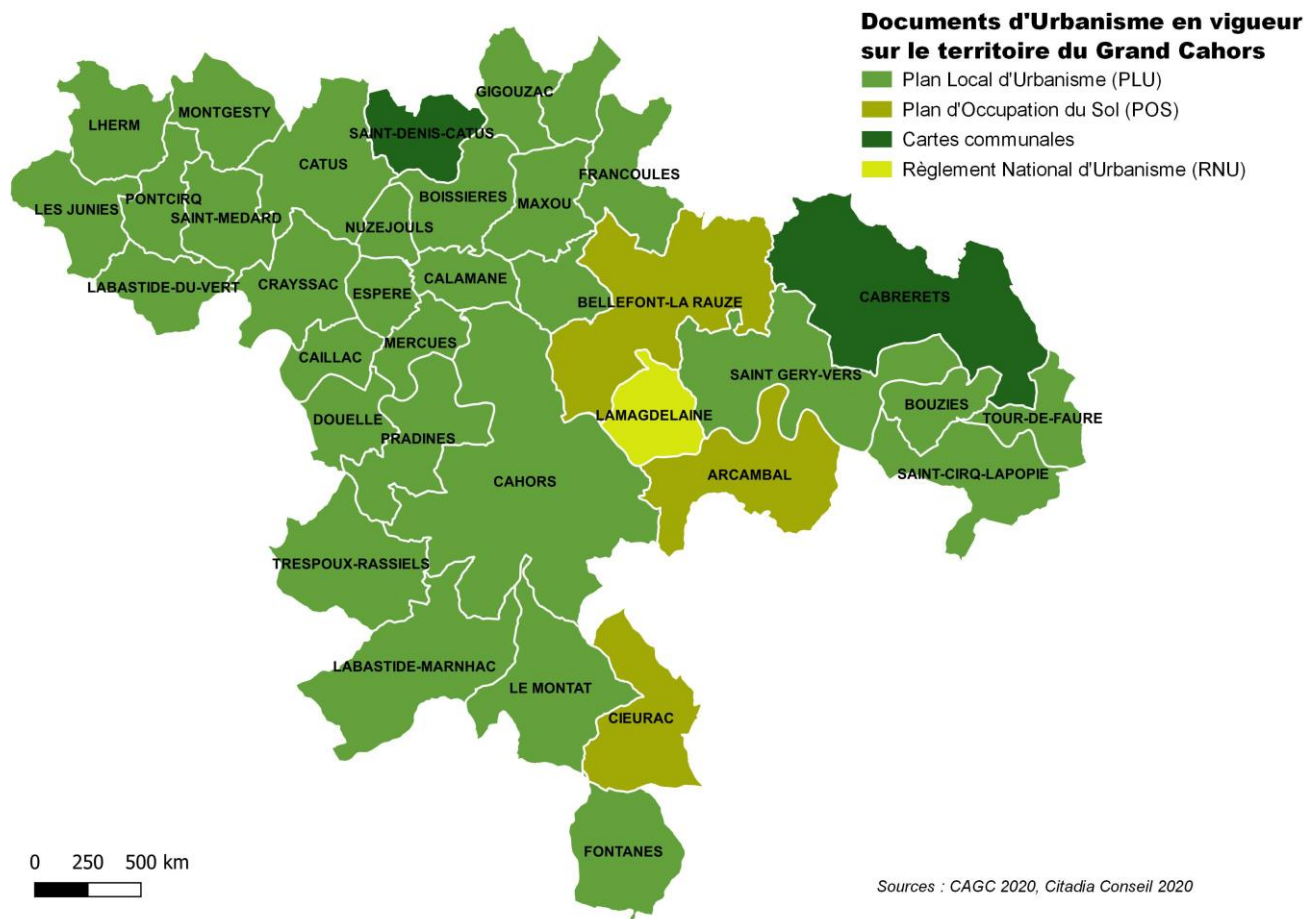 Documents d'Urbanisme en vigueur
sur le territoire du Grand Cahors
Plan Local d'Urbanisme (PLU)
Plan d'Occupation du Sol (POS)
Cartes communales
Règlement National d'Urbanisme (RNU)
GIGOUZAC
MONTGESTY
LHERM
SAINT-DENIS-CATUS
CATUS
FRANCOULES
PONTCIRQ
BOISSIERES
MAXOU
LES JUNIES
SAINT-MEDARD
NUZEJOULS
CALAMANE
LABASTIDE-DU-VERT
CRAYSSAC
ESPERE
CABRERETS
BELLEFONT-LA RAUZE
MERCUES
CAILLAC
SAINT GERY-VERS
BOUZIES
LAMAGDELAINE
TOUR-DE-FAURE
DOUELLE
PRADINES
CAHORS
ARCAMBAL
SAINT-CIRQ-LAPOPIE
TRESPOUX-RASSIELS
LABASTIDE-MARNHAC
LE MONTAT
CIEURAC
FONTANES
0 250 500 km
Sources : CAGC 2020, Citadia Conseil 2020